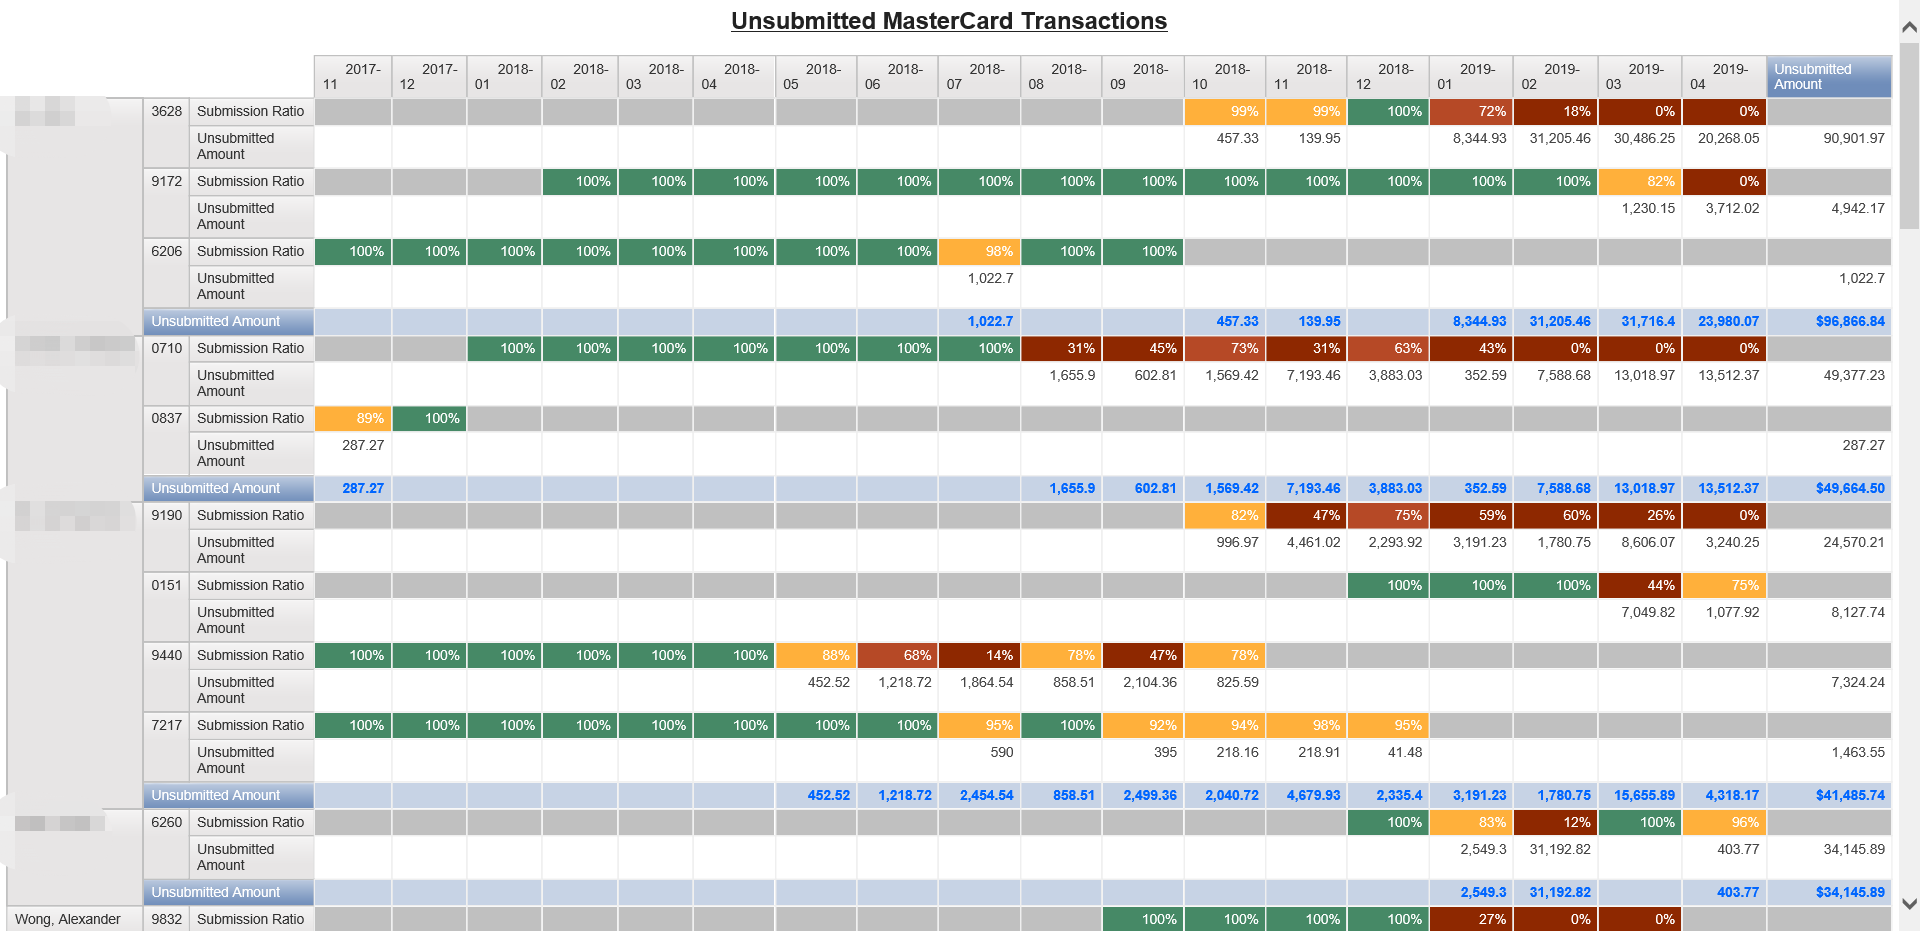 Unsubmitted MasterCard Transactions
2017-11 2017-12 2018-01 2018-02 2018-03 2018-04 2018-05 2018-06 2018-07 2018-08 2018-09 2018-10 2018-11 2018-12 2019-01 2019-02 2019-03 2019-04 Unsubmitted Amount
3628 Submission Ratio 99% 99% 100% 72% 18% 0% 0%
Unsubmitted Amount 457.33 139.95 8,344.93 31,205.46 30,486.25 20,268.05 90,901.97
9172 Submission Ratio 100% 100% 100% 100% 100% 100% 100% 100% 100% 100% 100% 100% 100% 82% 0%
Unsubmitted Amount 1,230.15 3,712.02 4,942.17
6206 Submission Ratio 100% 100% 100% 100% 100% 100% 100% 100% 98% 100% 100%
Unsubmitted Amount 1,022.7 1,022.7
Unsubmitted Amount 1,022.7 457.33 139.95 8,344.93 31,205.46 31,716.4 23,980.07 $96,866.84
0710 Submission Ratio 100% 100% 100% 100% 100% 100% 100% 31% 45% 73% 31% 63% 43% 0% 0% 0%
Unsubmitted Amount 1,655.9 602.81 1,569.42 7,193.46 3,883.03 352.59 7,588.68 13,018.97 13,512.37 49,377.23
0837 Submission Ratio 89% 100%
Unsubmitted Amount 287.27 287.27
Unsubmitted Amount 287.27 1,655.9 602.81 1,569.42 7,193.46 3,883.03 352.59 7,588.68 13,018.97 13,512.37 $49,664.50
9190 Submission Ratio 82% 47% 75% 59% 60% 26% 0%
Unsubmitted Amount 996.97 4,461.02 2,293.92 3,191.23 1,780.75 8,606.07 3,240.25 24,570.21
0151 Submission Ratio 100% 100% 100% 44% 75%
Unsubmitted Amount 7,049.82 1,077.92 8,127.74
9440 Submission Ratio 100% 100% 100% 100% 100% 100% 88% 68% 14% 78% 47% 78%
Unsubmitted Amount 452.52 1,218.72 1,864.54 858.51 2,104.36 825.59 7,324.24
7217 Submission Ratio 100% 100% 100% 100% 100% 100% 100% 100% 95% 100% 92% 94% 98% 95%
Unsubmitted Amount 590 395 218.16 218.91 41.48 1,463.55
Unsubmitted Amount 452.52 1,218.72 2,454.54 858.51 2,499.36 2,040.72 4,679.93 2,335.4 3,191.23 1,780.75 15,655.89 4,318.17 $41,485.74
6260 Submission Ratio 100% 83% 12% 100% 96%
Unsubmitted Amount 2,549.3 31,192.82 403.77 34,145.89
Unsubmitted Amount 2,549.3 31,192.82 403.77 $34,145.89
Wong, Alexander 9832 Submission Ratio 100% 100% 100% 100% 27% 0% 0%